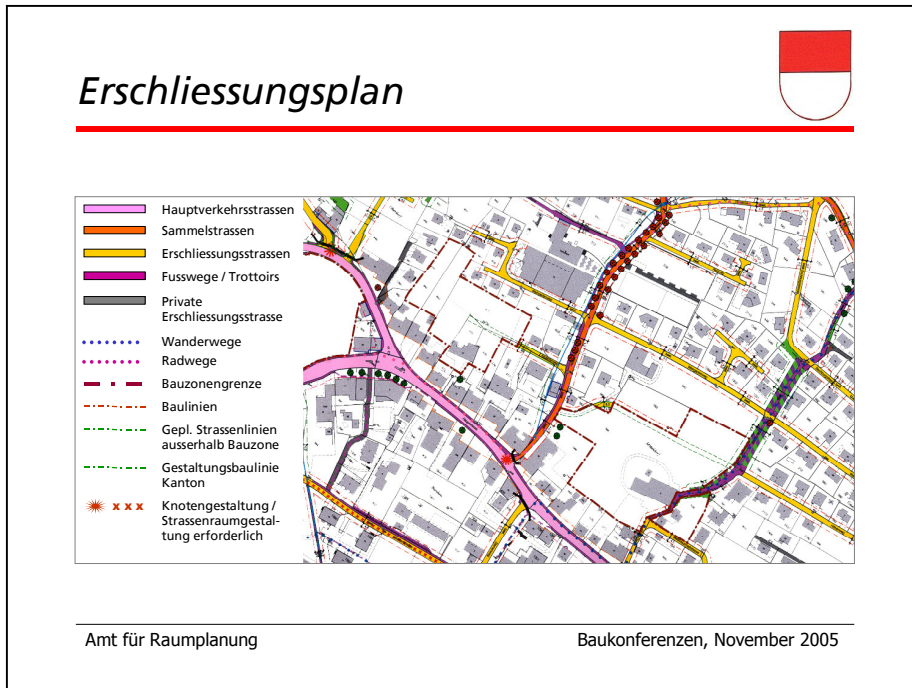 Erschliessungsplan
Hauptverkehrsstrassen
Sammelstrassen
Erschliessungsstrassen
Fusswege / Trottoirs
Private
Erschliessungsstrasse
Wanderwege
Radwege
Bauzonengrenze
Baulinien
Gepl. Strassenlinien
ausserhalb Bauzone
Gestaltungsbaulinie
Kanton
x x x Knotengestaltung /
Strassenraumgestal-
tung erforderlich
Amt für Raumplanung
Baukonferenzen, November 2005